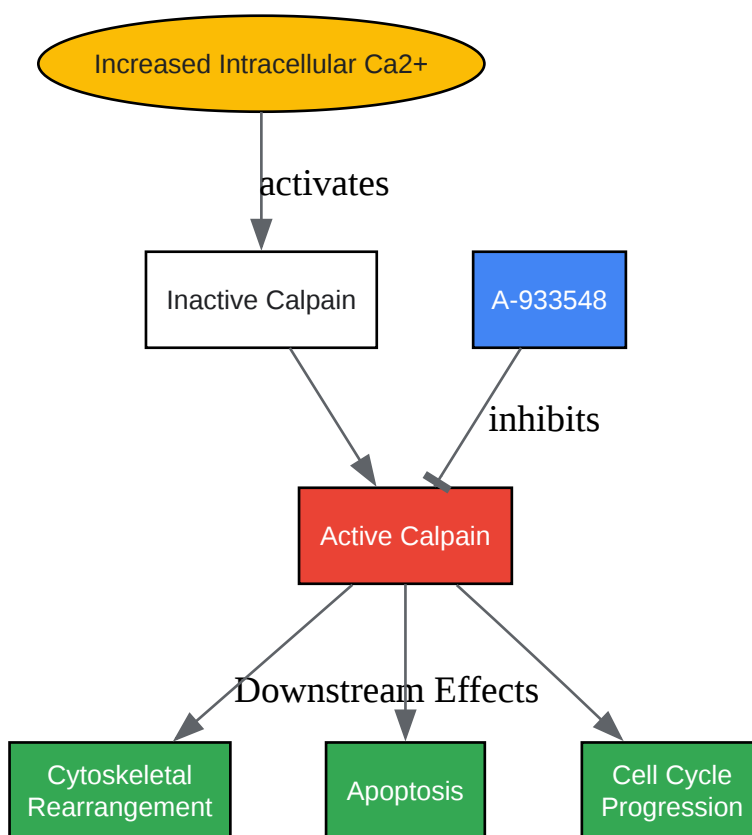 Increased Intracellular Ca2+
activates
Inactive Calpain
A-933548
inhibits
Active Calpain
Downstream Effects
Cytoskeletal
Rearrangement
Apoptosis
Cell Cycle
Progression